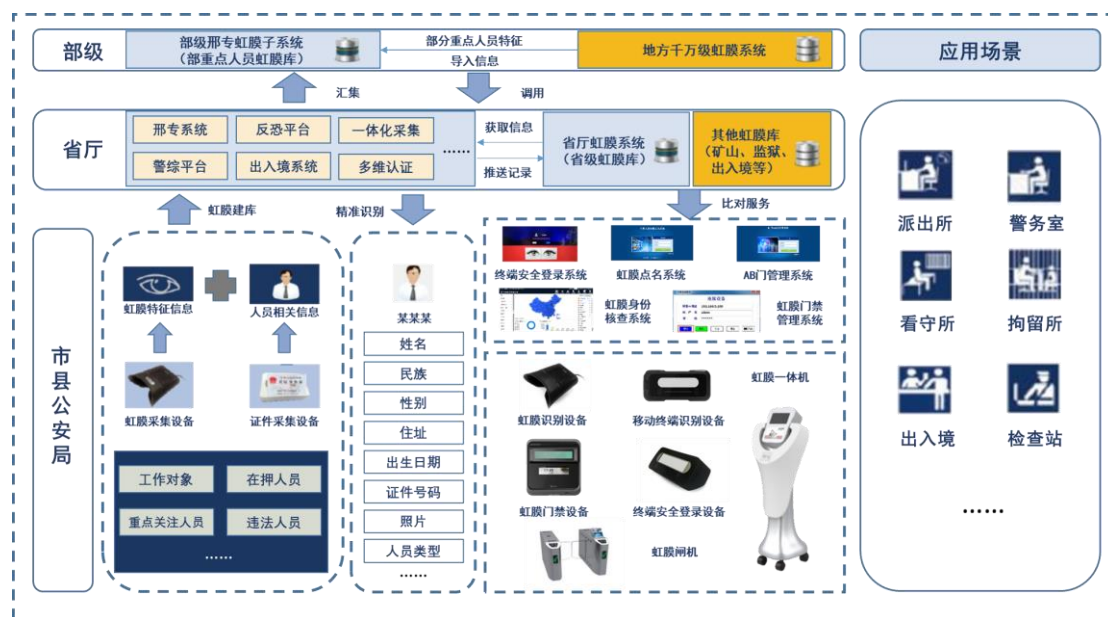 部级
部级邢专虹膜子系统
（部重点人员虹膜库）
部分重点人员特征
导入信息
地方千万级虹膜系统
应用场景
汇集
调用
省厅
邢专系统
反恐平台
一体化采集
警综平台
出入境系统
多维认证
……
获取信息
推送记录
省厅虹膜系统
（省级虹膜库）
其他虹膜库
（矿山、监狱、
出入境等）
虹膜建库
精准识别
比对服务
市县公安局
虹膜特征信息
人员相关信息
虹膜采集设备
证件采集设备
工作对象
在押人员
重点关注人员
违法人员
……
某某某
姓名
民族
性别
住址
出生日期
证件号码
照片
人员类型
……
终端安全登录系统
虹膜点名系统
AB门管理系统
虹膜身份
核查系统
虹膜门禁
管理系统
虹膜识别设备
移动终端识别设备
虹膜一体机
虹膜门禁设备
终端安全登录设备
虹膜闸机
派出所
警务室
看守所
拘留所
出入境
检查站
……